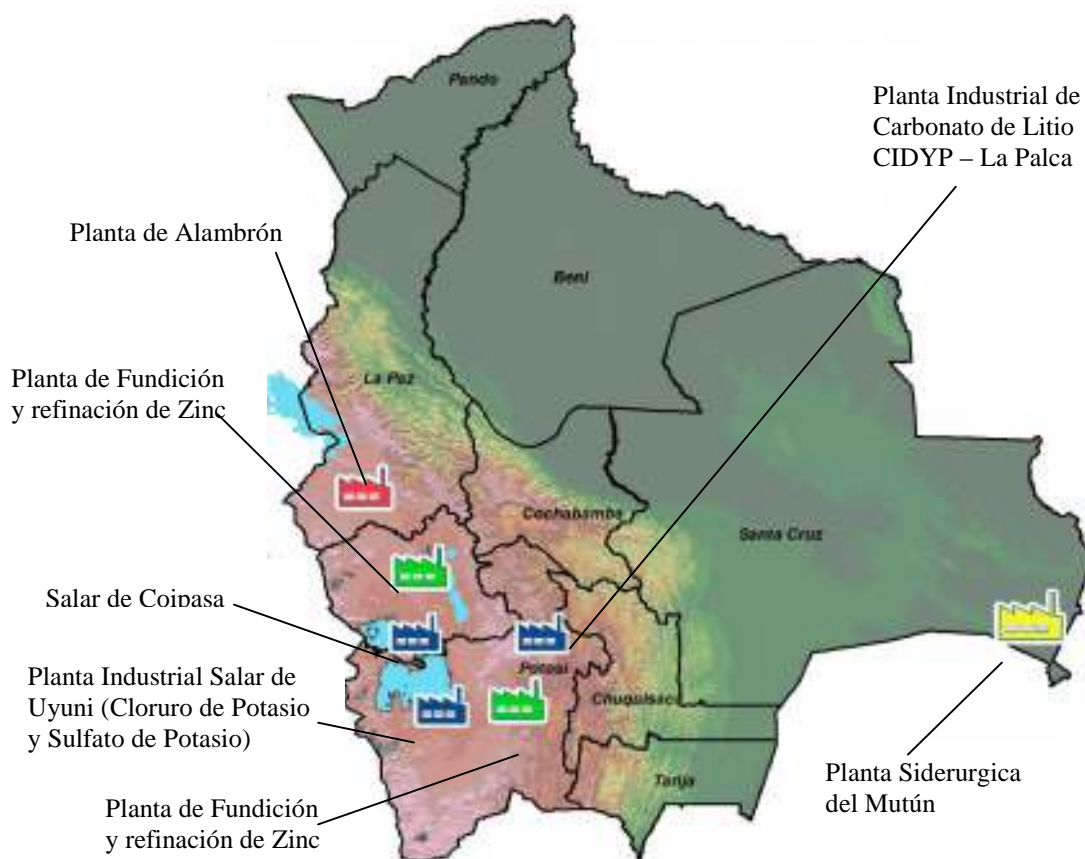 Pando
Planta Industrial de
Carbonato de Litio
CIDYP – La Palca
Planta de Alambrón
Beni
La Paz
Planta de Fundición
y refinación de Zinc
Cochabamba
Santa Cruz
Salar de Coipasa
Potosí
Planta Industrial Salar de
Uyuni (Cloruro de Potasio
y Sulfato de Potasio)
Chuquisaca
Tarija
Planta Siderurgica
del Mutún
Planta de Fundición
y refinación de Zinc